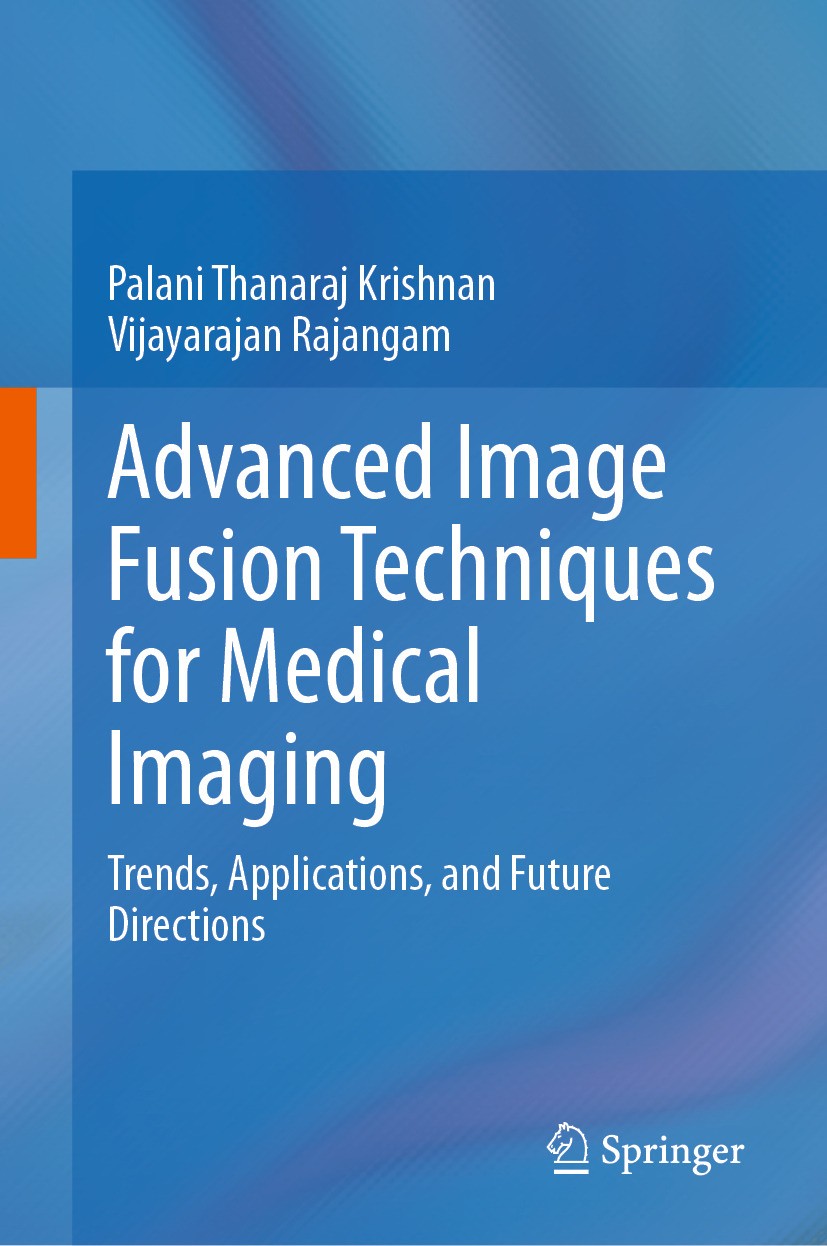 Palani Thanaraj Krishnan
Vijayarajan Rajangam
Advanced Image
Fusion Techniques
for Medical
Imaging
Trends, Applications, and Future
Directions
Springer